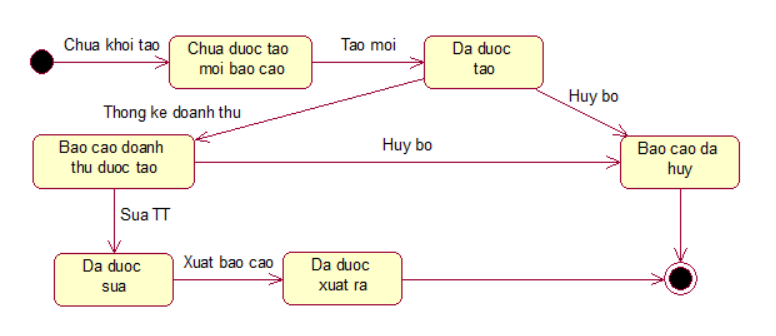 Chua khoi tao
Chua duoc tao
moi bao cao
Tao moi
Da duoc
tao
Huy bo
Thong ke doanh thu
Bao cao doanh
thu duoc tao
Huy bo
Bao cao da
huy
Sua TT
Da duoc
sua
Xuat bao cao
Da duoc
xuat ra